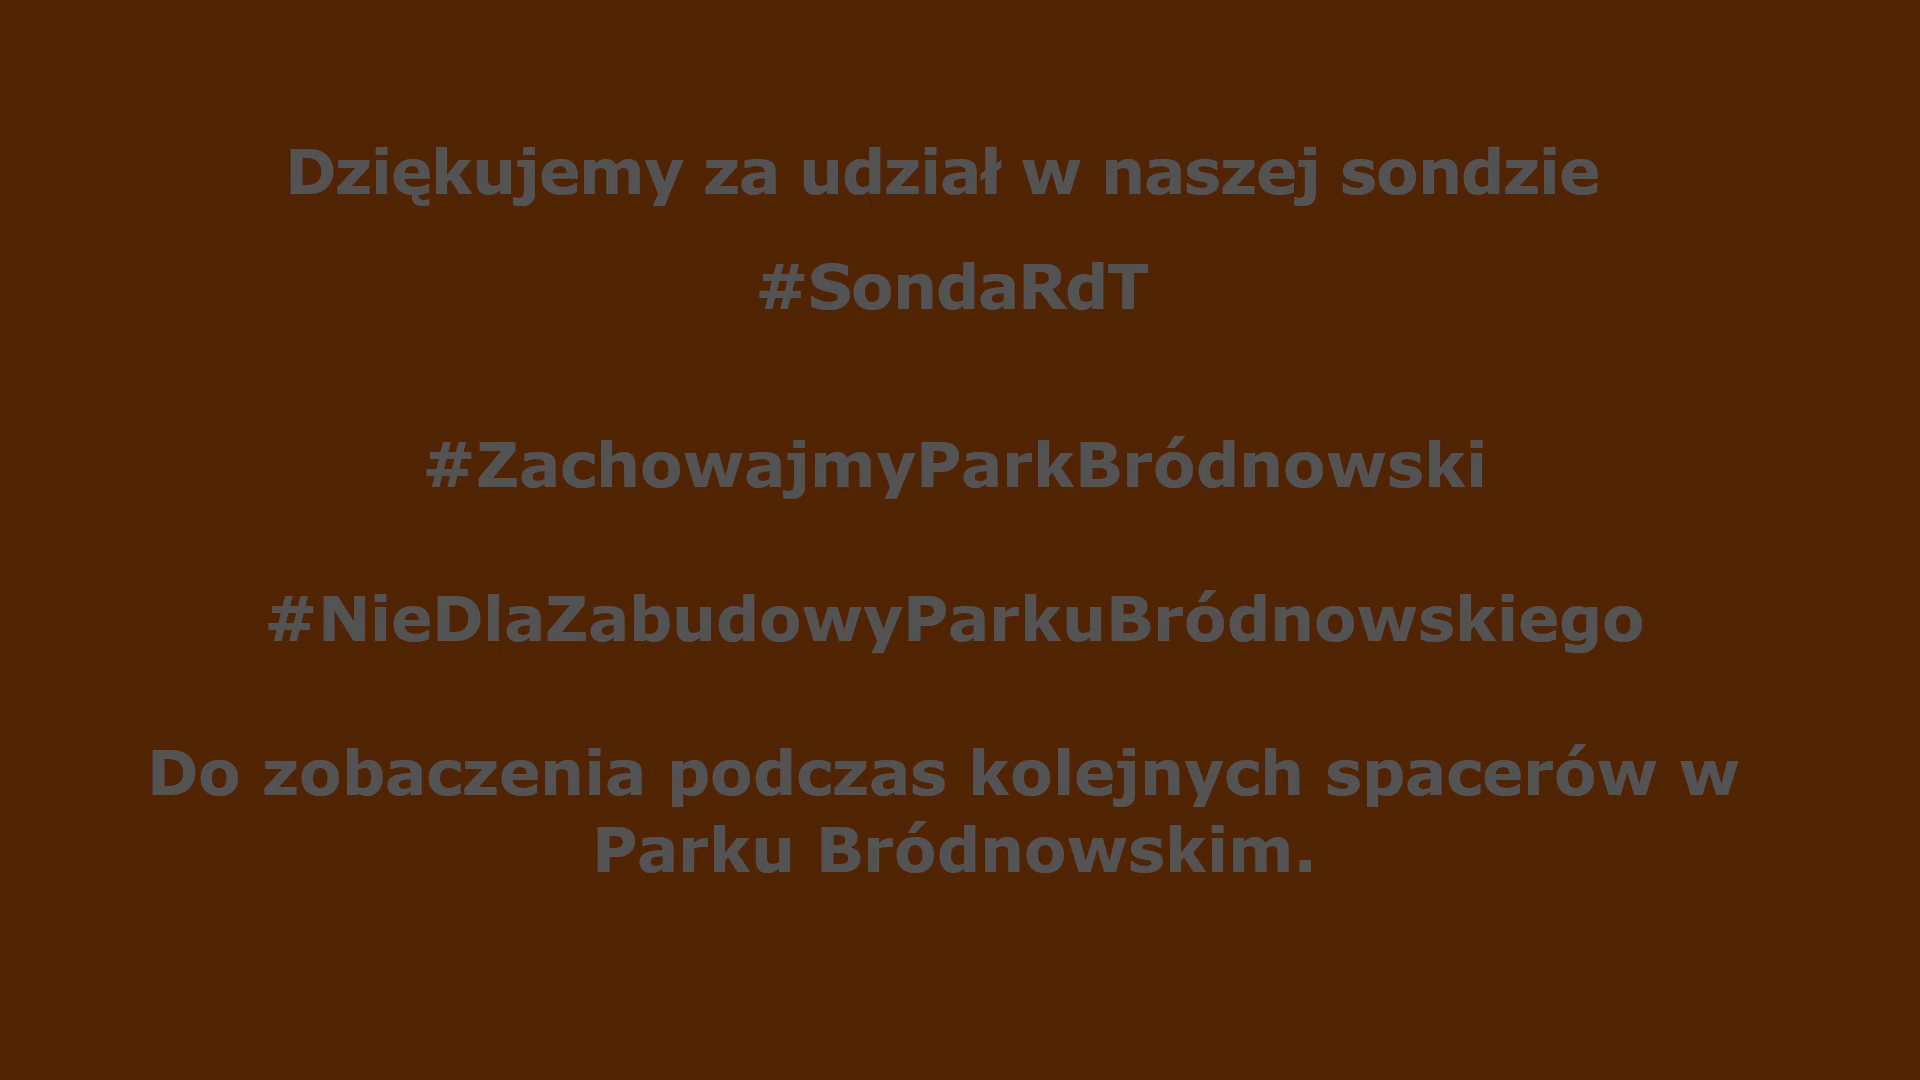 Dziękujemy za udział w naszej sondzie
#SondaRdT
#ZachowajmyParkBródnowski
#NieDlaZabudowyParkuBródnowskiego
Do zobaczenia podczas kolejnych spacerów w
Parku Bródnowskim.